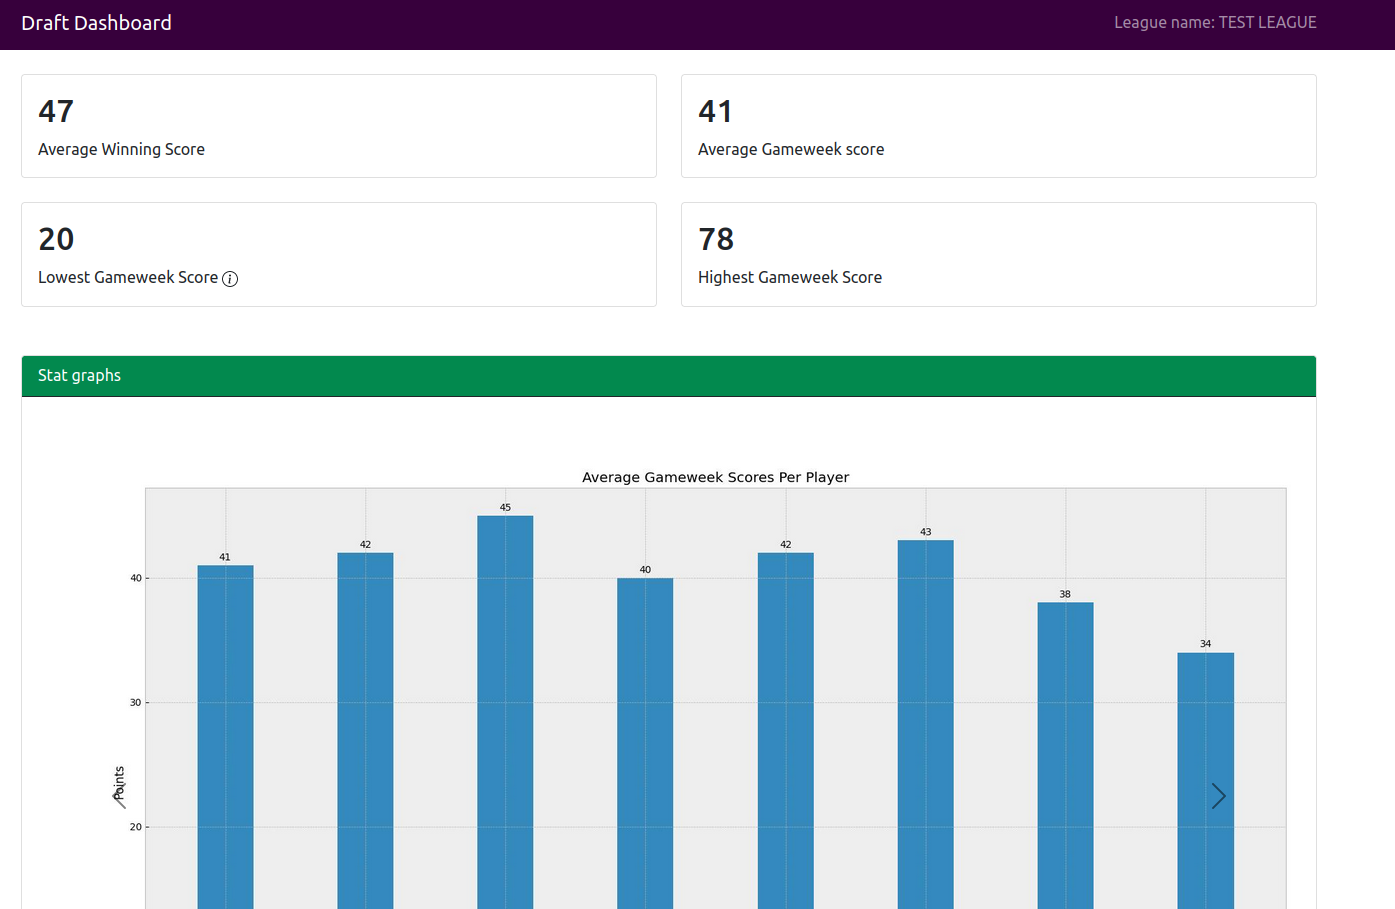 Draft Dashboard
League name: TEST LEAGUE
47
Average Winning Score
41
Average Gameweek score
20
Lowest Gameweek Score
78
Highest Gameweek Score
Stat graphs
Average Gameweek Scores Per Player
45
42
42
43
41
40
38
34
40
30
20
Points